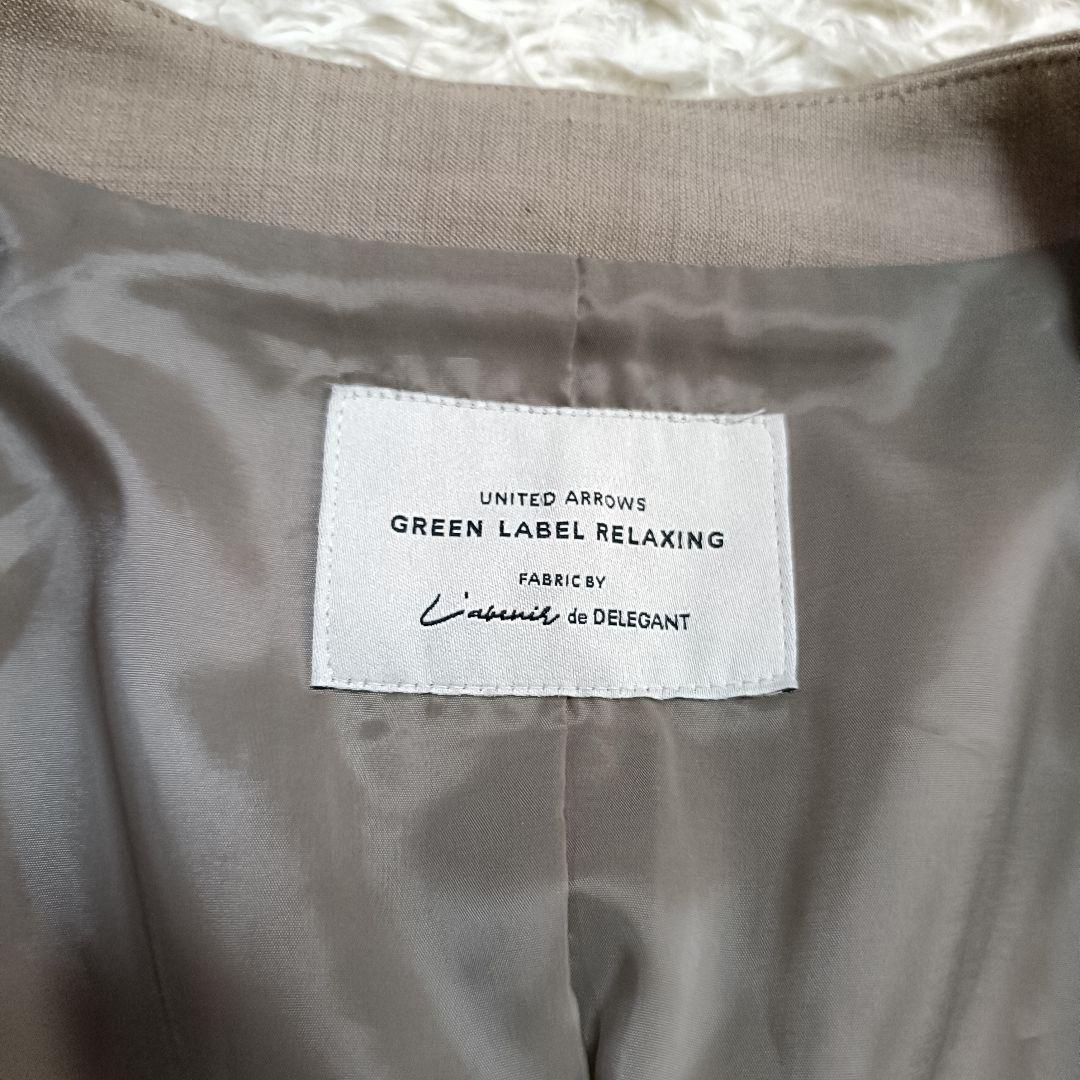 UNITED ARROWS
GREEN LABEL RELAXING
FABRIC BY
L'avenir de DELEGANT